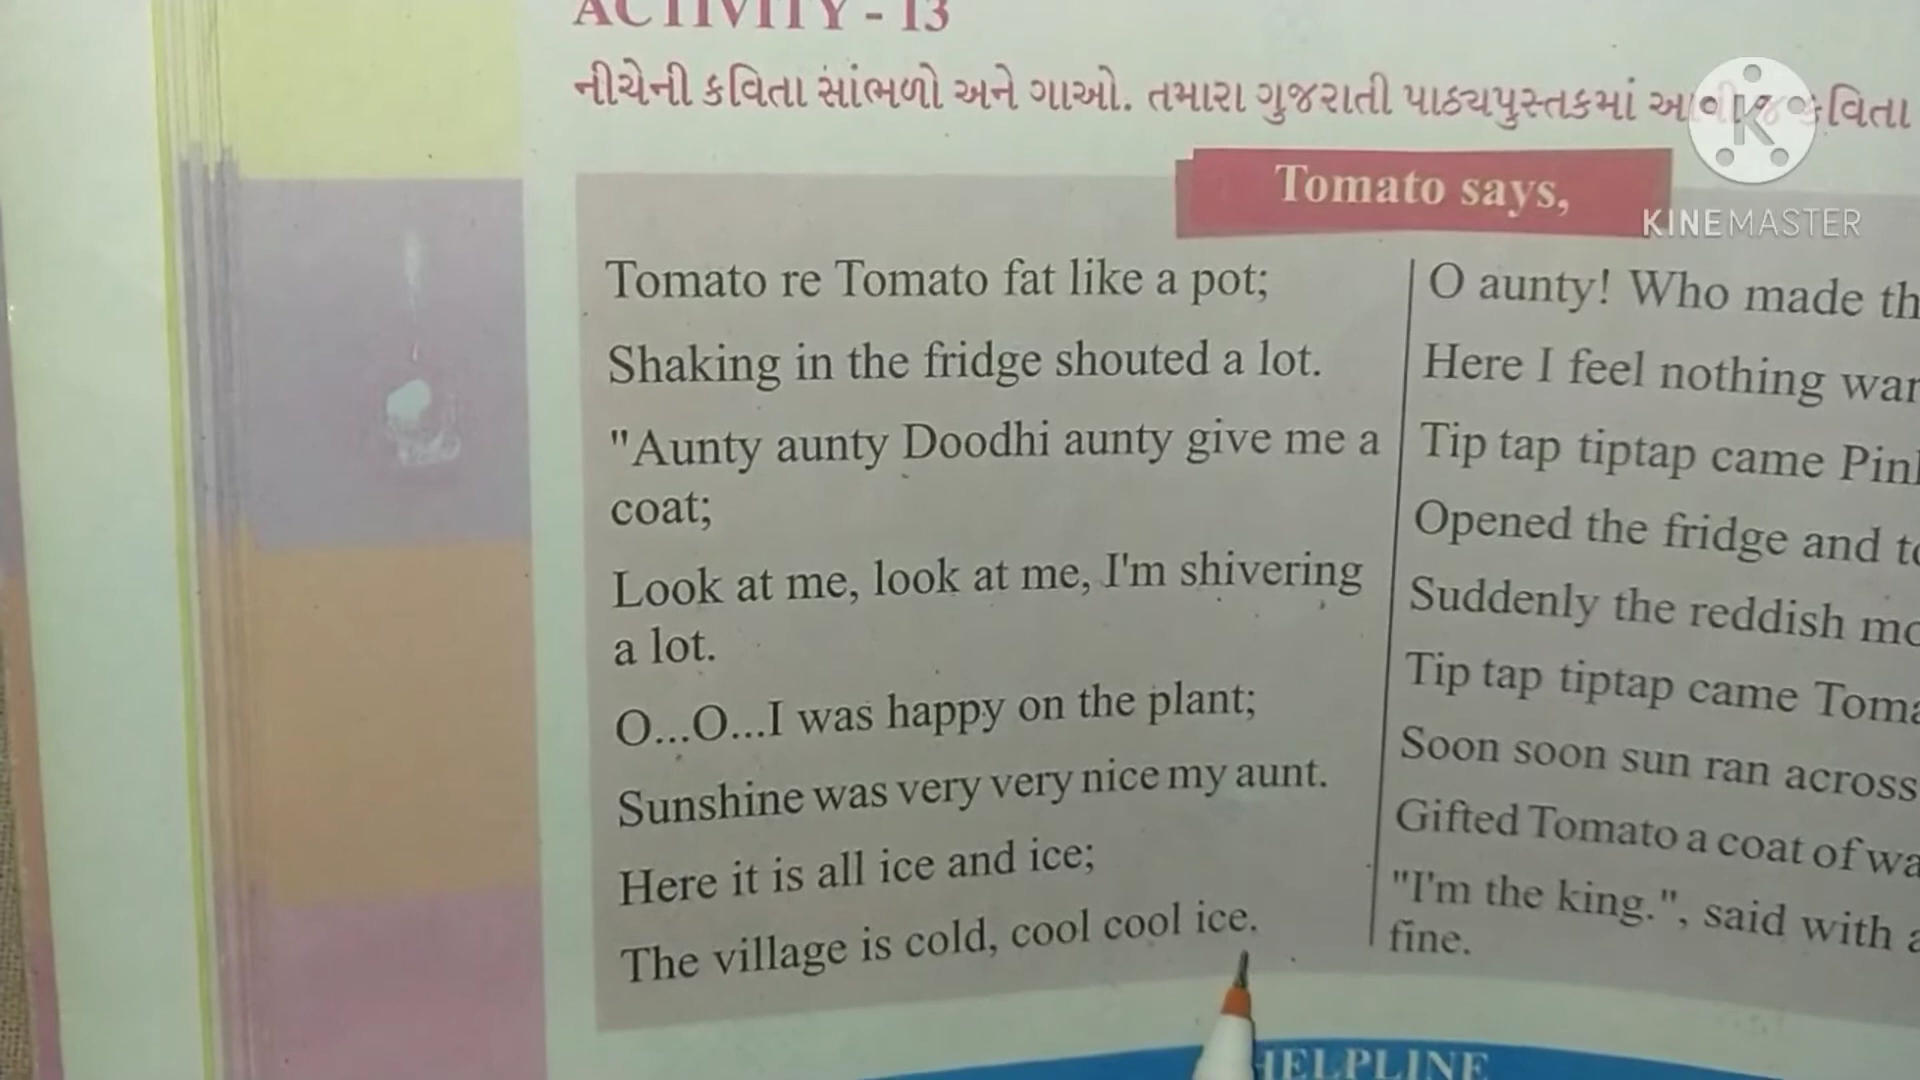 ACTIVITY - 13
નીચેની કવિતા સાંભળો અને ગાઓ. તમારા ગુજરાતી પાઠ્યપુસ્તકમાં આવી જ કવિતા
Tomato says,
KINEMASTER
Tomato re Tomato fat like a pot;
Shaking in the fridge shouted a lot.
"Aunty aunty Doodhi aunty give me a
coat;
Look at me, look at me, I'm shivering
a lot.
O...O...I was happy on the plant;
Sunshine was very very nice my aunt.
Here it is all ice and ice;
The village is cold, cool cool ice.
O aunty! Who made
Here I feel nothing
Tip tap tiptap came
Opened the fridge and
Suddenly the reddish
Tip tap tiptap came
Soon soon sun ran across
Gifted Tomato a coat of
"I'm the king.", said with
fine.
HELPLINE